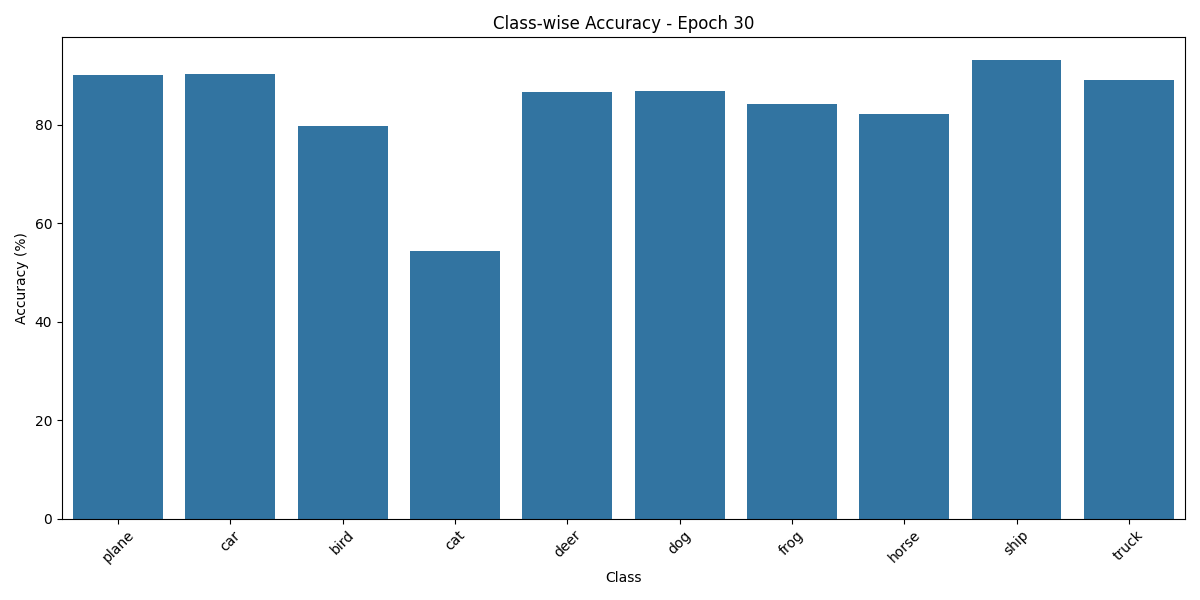 Class-wise Accuracy - Epoch 30
Accuracy (%)
80
60
40
20
0
plane car bird cat deer dog frog horse ship truck
Class